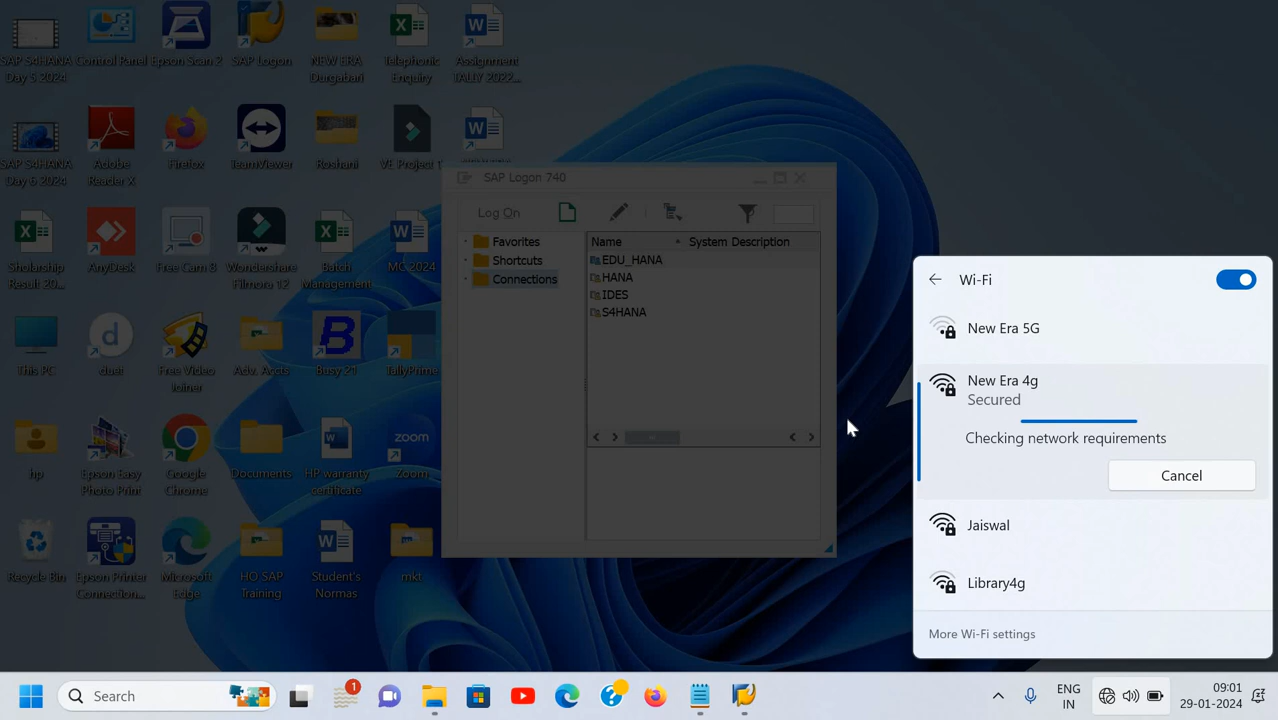 SAP S4HANA
Day 5 2024
Control Panel
Epson Scan 2
SAP Logon
NEW ERA
Durgabari
Telephonic
Enquiry
Assignment
TALLY 2022...
SAP S4HANA
Day 6 2024
Adobe
Reader X
Firefox
TeamViewer
Roshani
VE Project 1
Sholarship
Result 20...
AnyDesk
Free Cam 3
Wondershare
Filmora 12
Batch
Management
MC 2024
This PC
duet
Free Video
Joiner
Adv. Accts
Busy 21
TallyPrime
hp
Epson Easy
Photo Print
Google
Chrome
Documents
HP warranty
certificate
zoom
Zoom
Recycle Bin
Epson Printer
Connection...
Microsoft
Edge
HO SAP
Training
Student's
Normas
mkt
SAP Logon 740
Log On
Favorites
Shortcuts
Connections
Name
System Description
EDU_HANA
HANA
IDES
S4HANA
Wi-Fi
New Era 5G
New Era 4g
Secured
Checking network requirements
Cancel
Jaiswal
Library4g
More Wi-Fi settings
Search
1
ENG
IN
09:01
29-01-2024